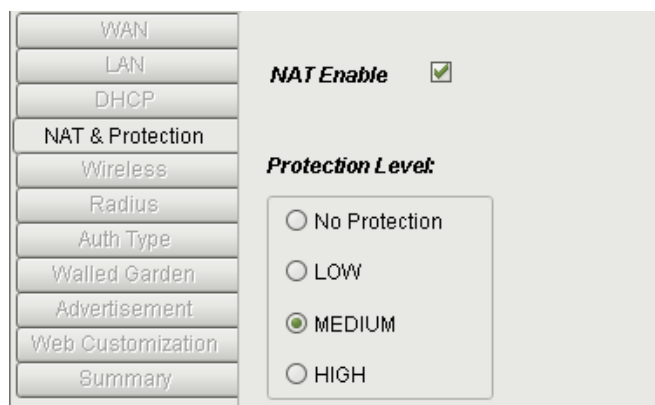 WAN
LAN
DHCP
NAT & Protection
Wireless
Radius
Auth Type
Walled Garden
Advertisement
Web Customization
Summary
NAT Enable
Protection Level:
No Protection
LOW
MEDIUM
HIGH